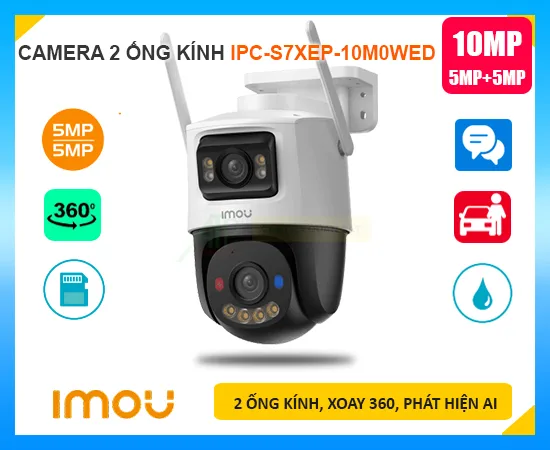 CAMERA 2 ỐNG KÍNH IPC-S7XEP-10M0WED
10MP
5MP+5MP
5MP
5MP
360°
imou
imou
2 ỐNG KÍNH, XOAY 360, PHÁT HIỆN AI